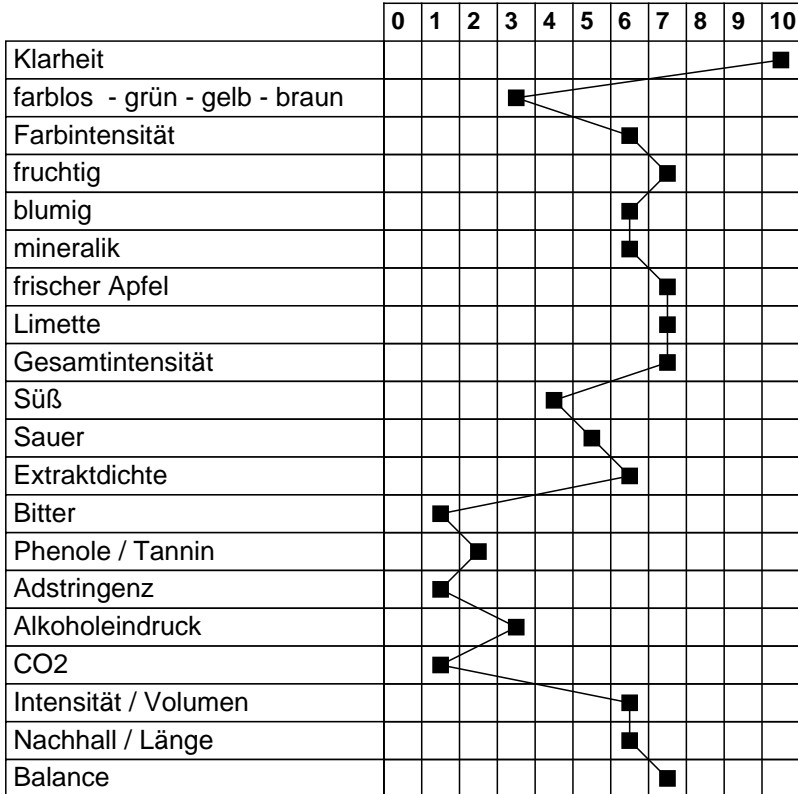 0 1 2 3 4 5 6 7 8 9 10
Klarheit
farblos - grün - gelb - braun
Farbintensität
fruchtig
blumig
mineralik
frischer Apfel
Limette
Gesamtintensität
Süß
Sauer
Extraktdichte
Bitter
Phenole / Tannin
Adstringenz
Alkoholeindruck
CO2
Intensität / Volumen
Nachhall / Länge
Balance